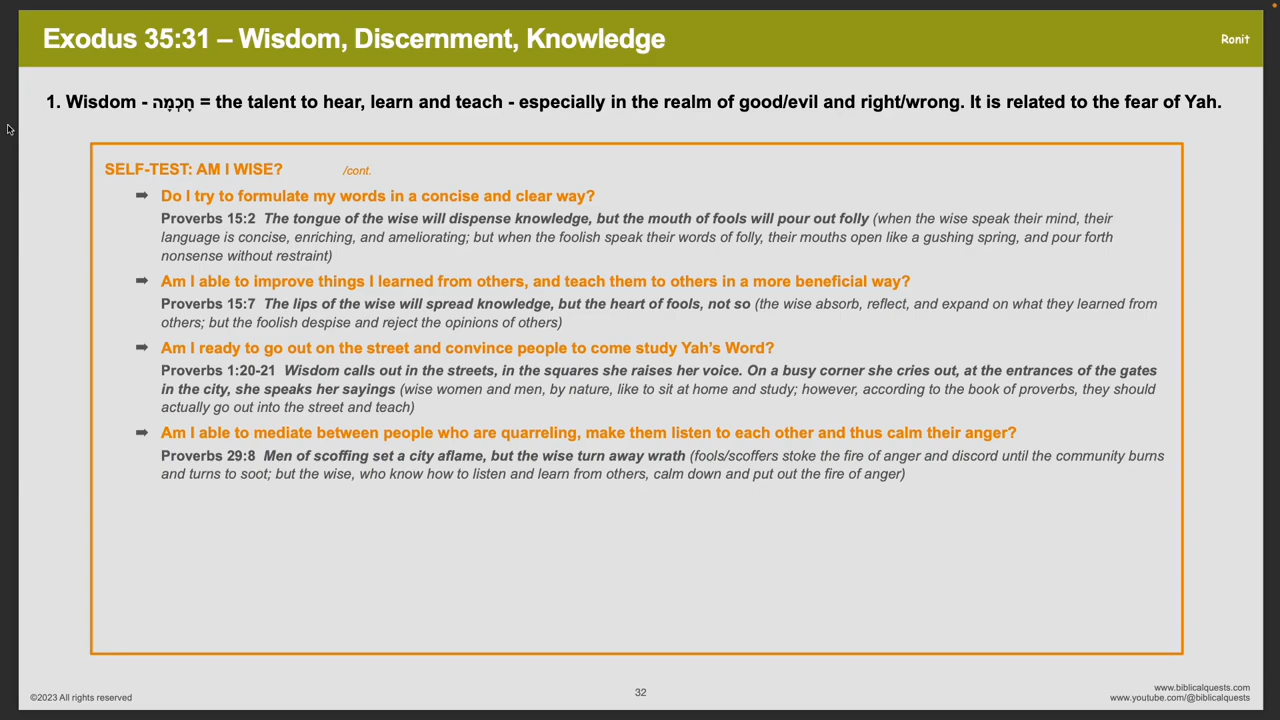 Exodus 35:31 – Wisdom, Discernment, Knowledge
Ronit
1. Wisdom - חָכְמָה = the talent to hear, learn and teach - especially in the realm of good/evil and right/wrong. It is related to the fear of Yah.
SELF-TEST: AM I WISE? /cont.
➡ Do I try to formulate my words in a concise and clear way?
Proverbs 15:2 The tongue of the wise will dispense knowledge, but the mouth of fools will pour out folly (when the wise speak their mind, their
language is concise, enriching, and ameliorating; but when the foolish speak their words of folly, their mouths open like a gushing spring, and pour forth
nonsense without restraint)
➡ Am I able to improve things I learned from others, and teach them to others in a more beneficial way?
Proverbs 15:7 The lips of the wise will spread knowledge, but the heart of fools, not so (the wise absorb, reflect, and expand on what they learned from
others; but the foolish despise and reject the opinions of others)
➡ Am I ready to go out on the street and convince people to come study Yah's Word?
Proverbs 1:20-21 Wisdom calls out in the streets, in the squares she raises her voice. On a busy corner she cries out, at the entrances of the gates
in the city, she speaks her sayings (wise women and men, by nature, like to sit at home and study; however, according to the book of proverbs, they should
actually go out into the street and teach)
➡ Am I able to mediate between people who are quarreling, make them listen to each other and thus calm their anger?
Proverbs 29:8 Men of scoffing set a city aflame, but the wise turn away wrath (fools/scoffers stoke the fire of anger and discord until the community burns
and turns to soot; but the wise, who know how to listen and learn from others, calm down and put out the fire of anger)
©2023 All rights reserved
32
www.biblicalquests.com
www.youtube.com/@biblicalquests